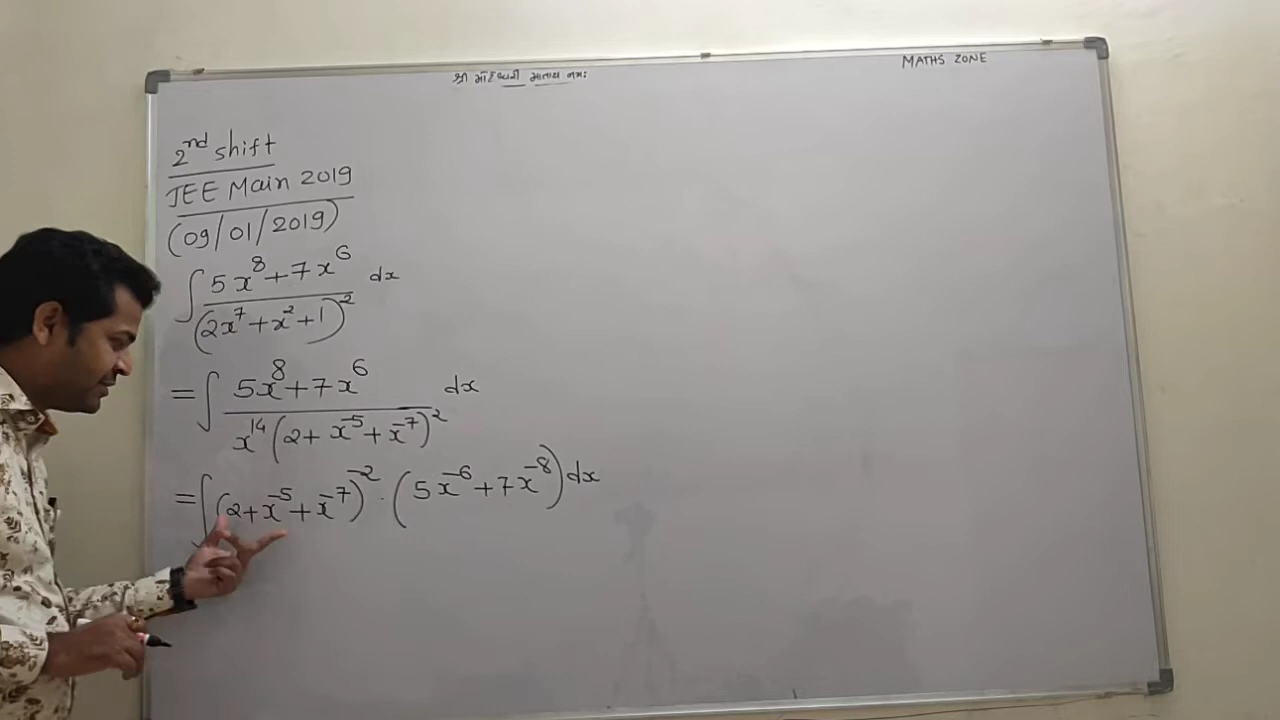 श्री माहेश्वरी माताय नमः
MATHS ZONE
2nd shift
JEE Main 2019
(09/01/2019)
∫ (5x⁸+7x⁶)/(2x⁷+x²+1)² dx
= ∫ (5x⁸+7x⁶)/(x¹⁴(2+x⁻⁵+x⁻⁷)²) dx
= ∫ (2+x⁻⁵+x⁻⁷)⁻² · (5x⁻⁶+7x⁻⁸) dx